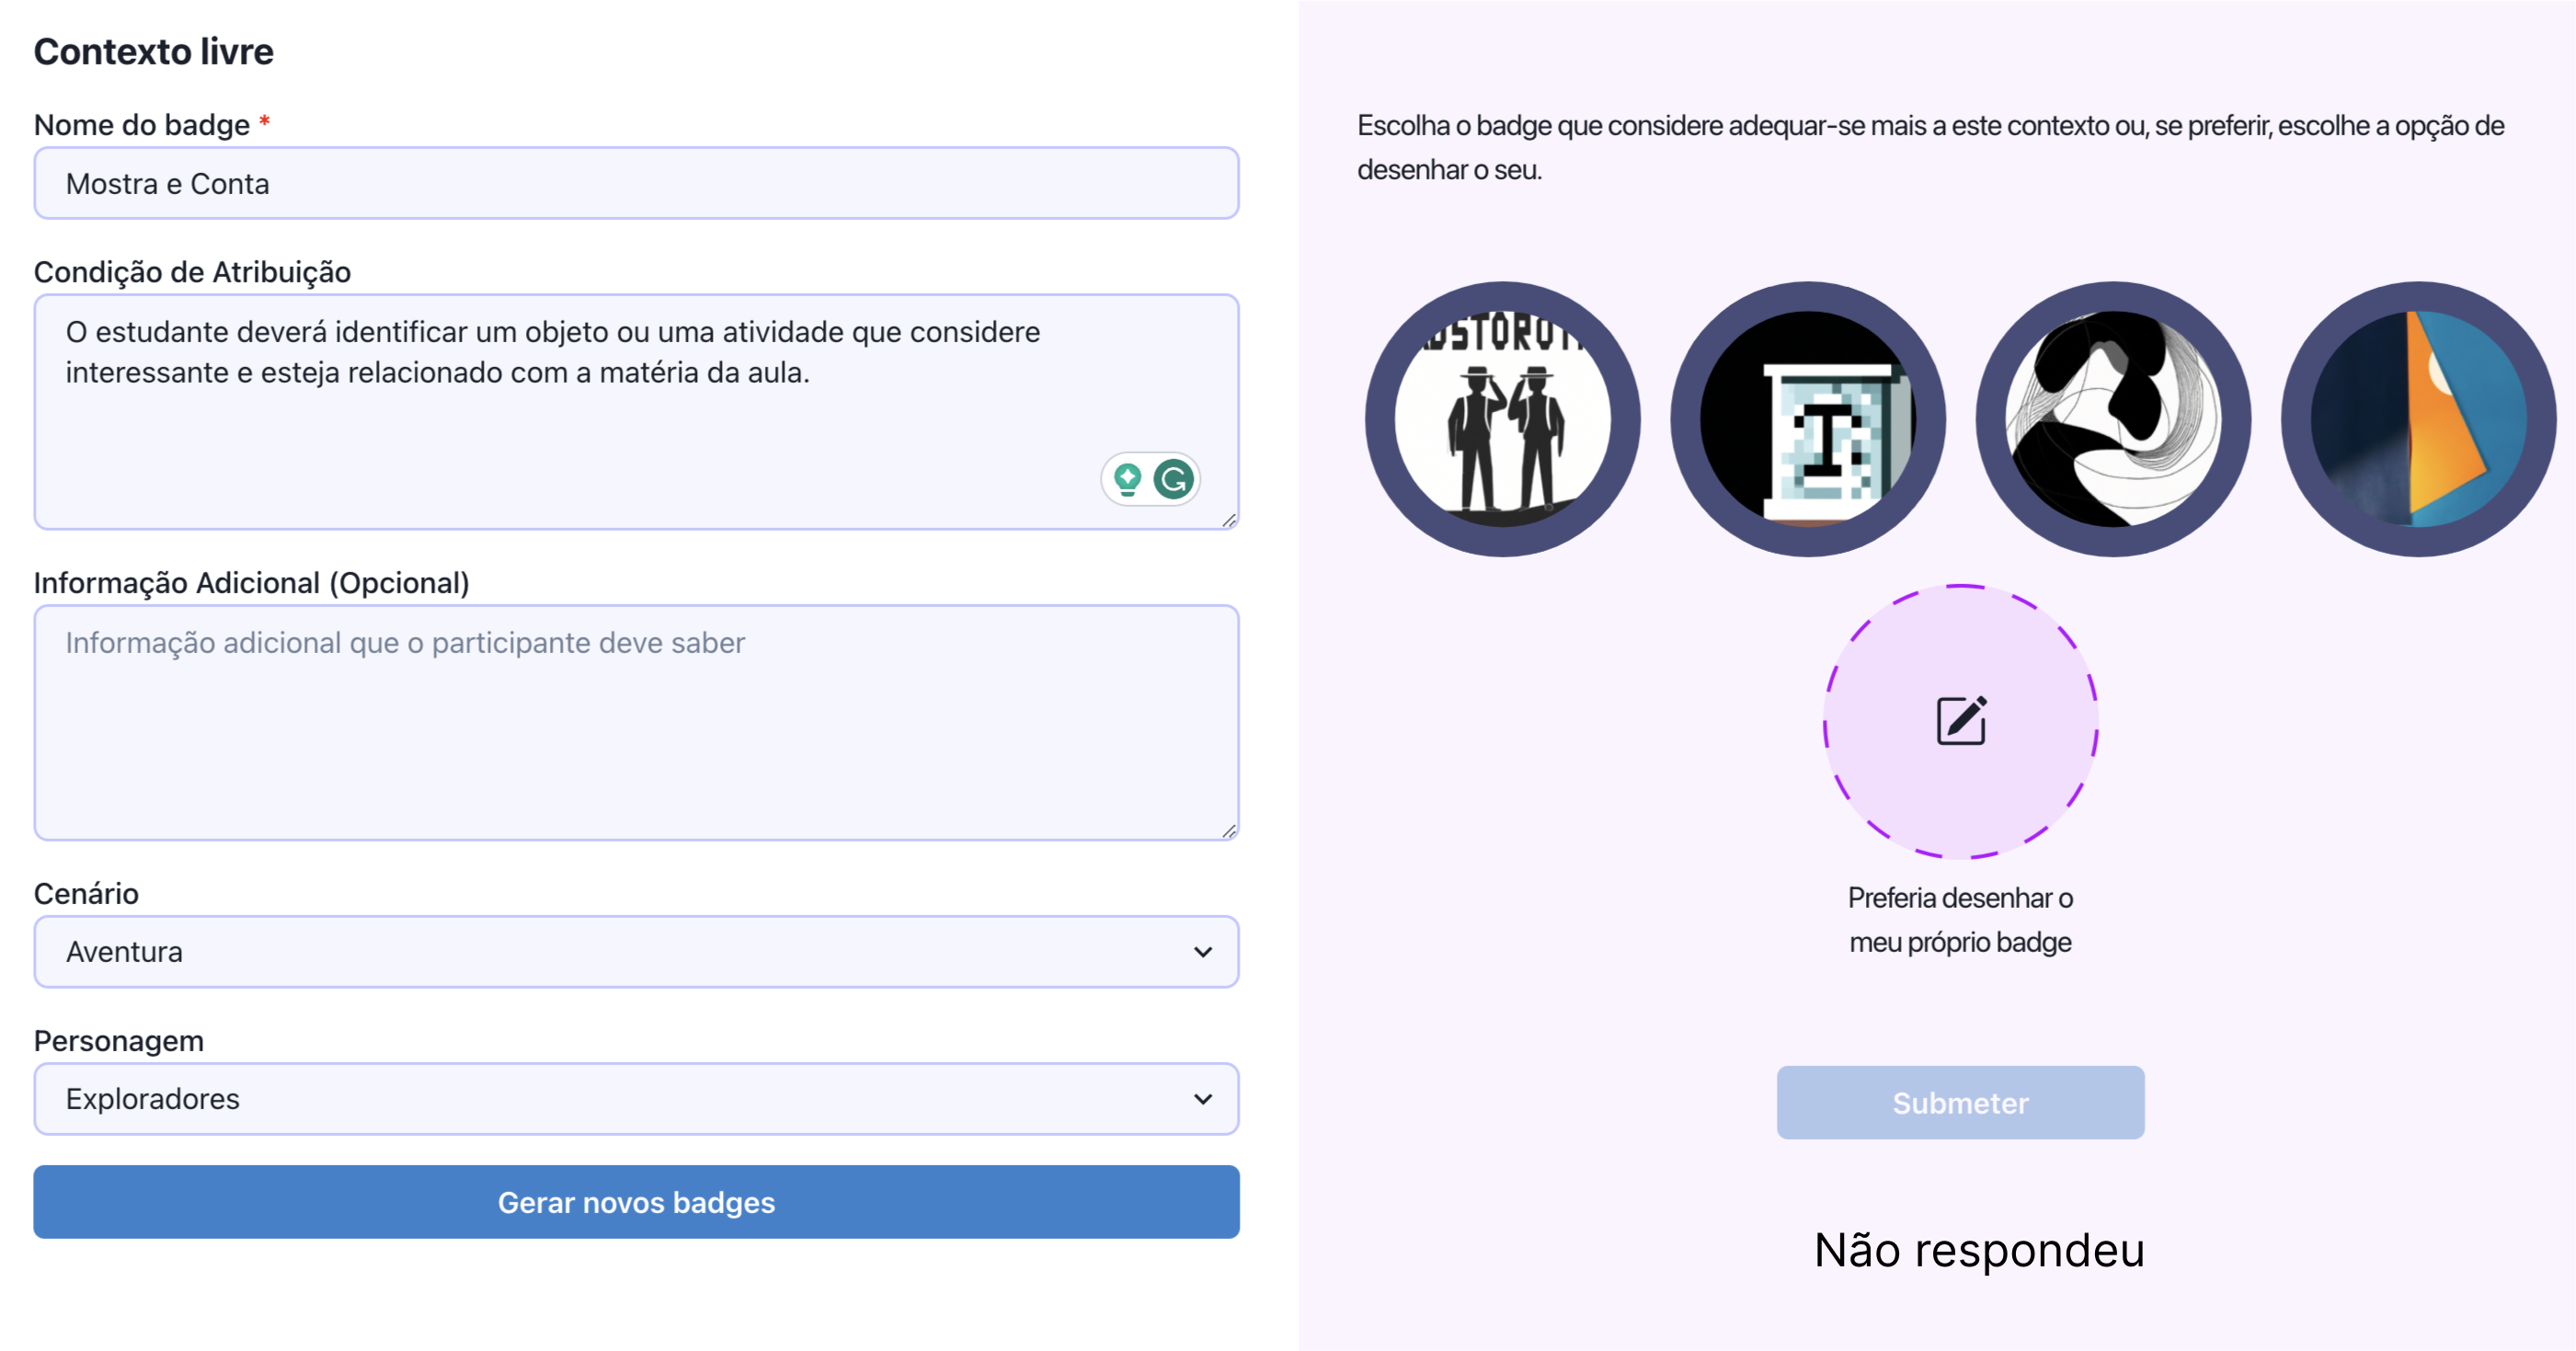 Contexto livre
Nome do badge *
Mostra e Conta
Condição de Atribuição
O estudante deverá identificar um objeto ou uma atividade que considere
interessante e esteja relacionado com a matéria da aula.
Informação Adicional (Opcional)
Informação adicional que o participante deve saber
Cenário
Aventura
Personagem
Exploradores
Gerar novos badges
Escolha o badge que considere adequar-se mais a este contexto ou, se preferir, escolhe a opção de
desenhar o seu.
Preferia desenhar o
meu próprio badge
Submeter
Não respondeu